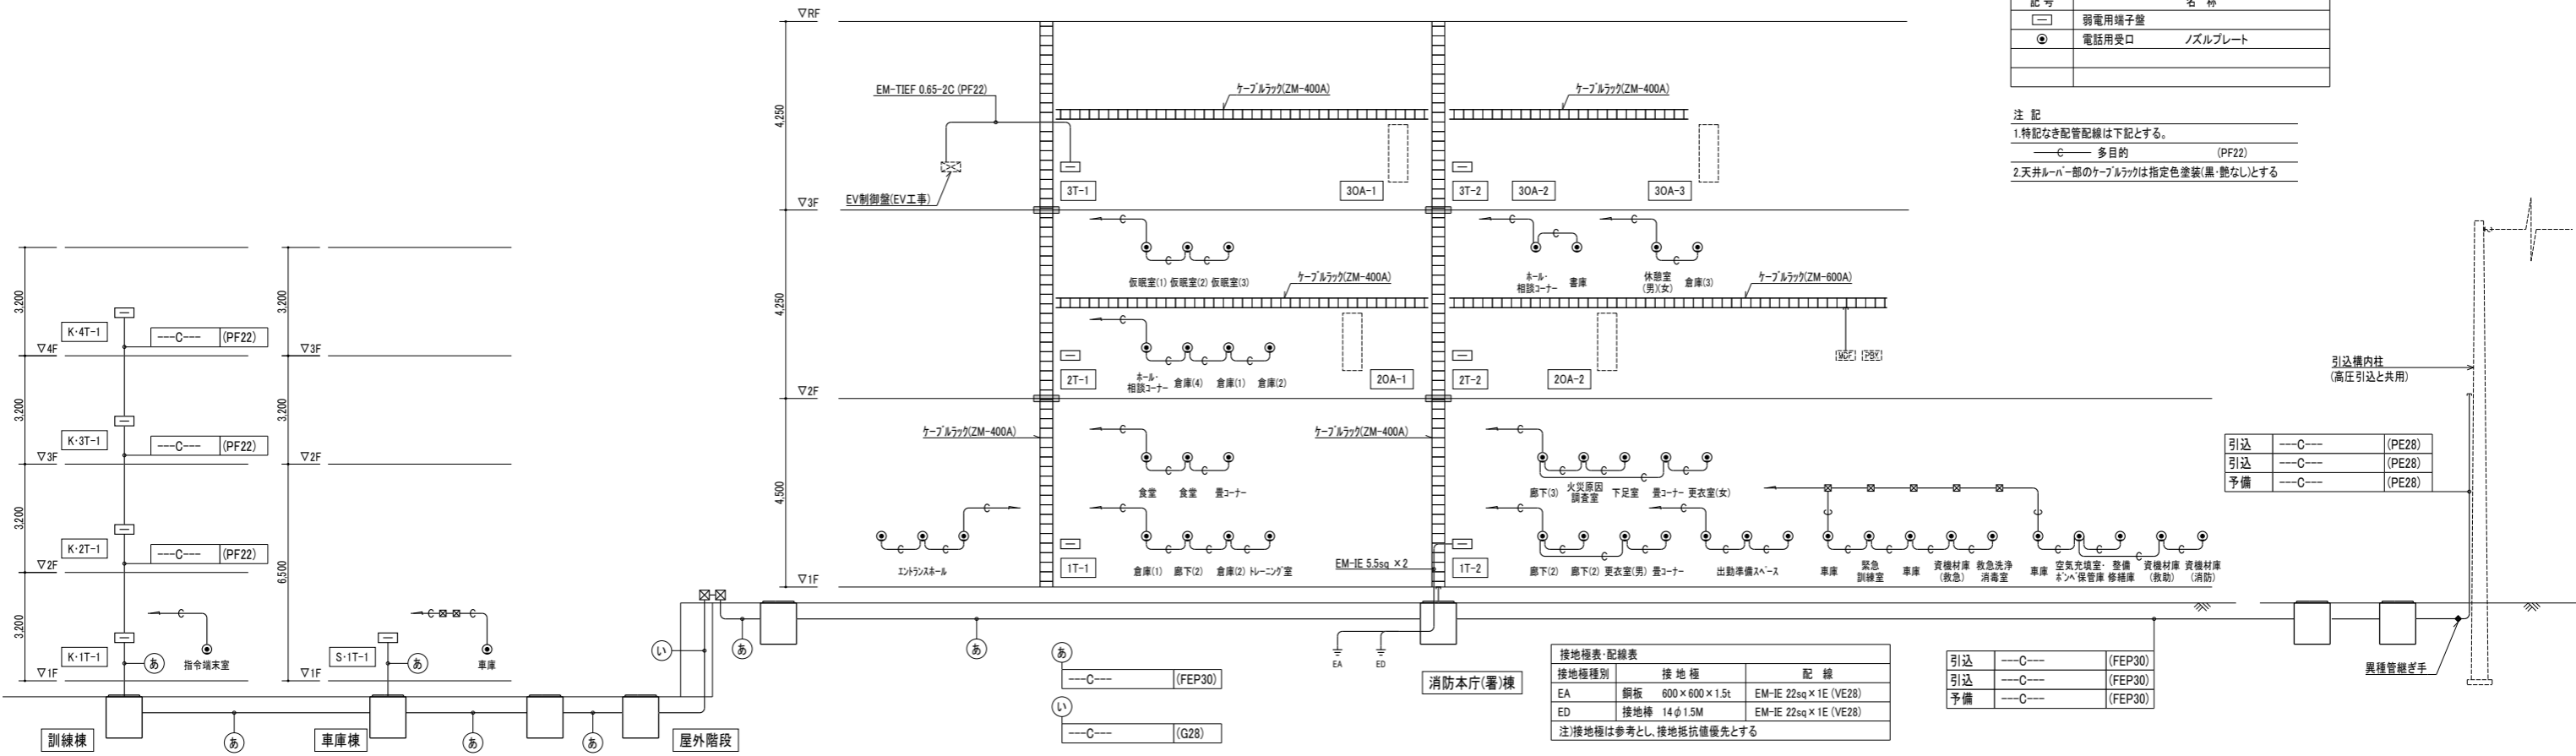 記号 名称
弱電用端子盤
電話用受口 ノズルプレート
注 記
1.特記なき配管配線は下記とする。
C 多目的 (PF22)
2.天井ルーバー部のケーブルラックは指定色塗装(黒・艶なし)とする
▽RF
4,250
EM-TIEF 0.65-2C (PF22)
ケーブルラック(ZM-400A)
ケーブルラック(ZM-400A)
EV制御盤(EV工事)
3T-1
3OA-1
3T-2
3OA-2
3OA-3
▽3F
4,250
C
C C
仮眠室(1) 仮眠室(2) 仮眠室(3)
C C
C
C
ホール・相談コーナー
書庫
休憩室(男)(女)
倉庫(3)
ケーブルラック(ZM-400A)
ケーブルラック(ZM-600A)
C
C C C
ホール・相談コーナー
倉庫(4) 倉庫(1) 倉庫(2)
2T-1
2OA-1
2T-2
2OA-2
▽2F
4,500
ケーブルラック(ZM-400A)
ケーブルラック(ZM-400A)
C
C C
食堂 食堂 畳コーナー
C
C C C C
廊下(3)
火災原因調査室
下足室 畳コーナー 更衣室(女)
C
C C
エントランスホール
C
C C C
1T-1
倉庫(1) 廊下(2) 倉庫(2) トレーニング室
EM-IE 5.5sq ×2
1T-2
C
C C C
廊下(2) 廊下(2) 更衣室(男) 畳コーナー
C
C C
出動準備スペース
C
C C C C
車庫
緊急訓練室
車庫
資機材庫(救急)
救急洗浄消毒室
C
C C C C
車庫
空気充填室・ボンベ保管庫
整備修繕庫
資機材庫(救助)
資機材庫(消防)
▽1F
3,200
K・4T-1
---C--- (PF22)
▽4F
3,200
K・3T-1
---C--- (PF22)
▽3F
3,200
K・2T-1
---C--- (PF22)
▽2F
3,200
C
K・1T-1
あ
指令端末室
▽1F
訓練棟
3,200
▽3F
3,200
▽2F
6,500
C C
S・1T-1
あ
車庫
▽1F
車庫棟
あ
あ
あ
い
屋外階段
あ
あ
あ
---C--- (FEP30)
い
---C--- (G28)
EA
ED
消防本庁(署)棟
接地極表・配線表
接地極種別 接地極 配線
EA 銅板 600×600×1.5t EM-IE 22sq×1E (VE28)
ED 接地棒 14φ1.5M EM-IE 22sq×1E (VE28)
注)接地極は参考とし、接地抵抗値優先とする
引込 ---C--- (FEP30)
引込 ---C--- (FEP30)
予備 ---C--- (FEP30)
引込構内柱
(高圧引込と共用)
引込 ---C--- (PE28)
引込 ---C--- (PE28)
予備 ---C--- (PE28)
異種管継ぎ手